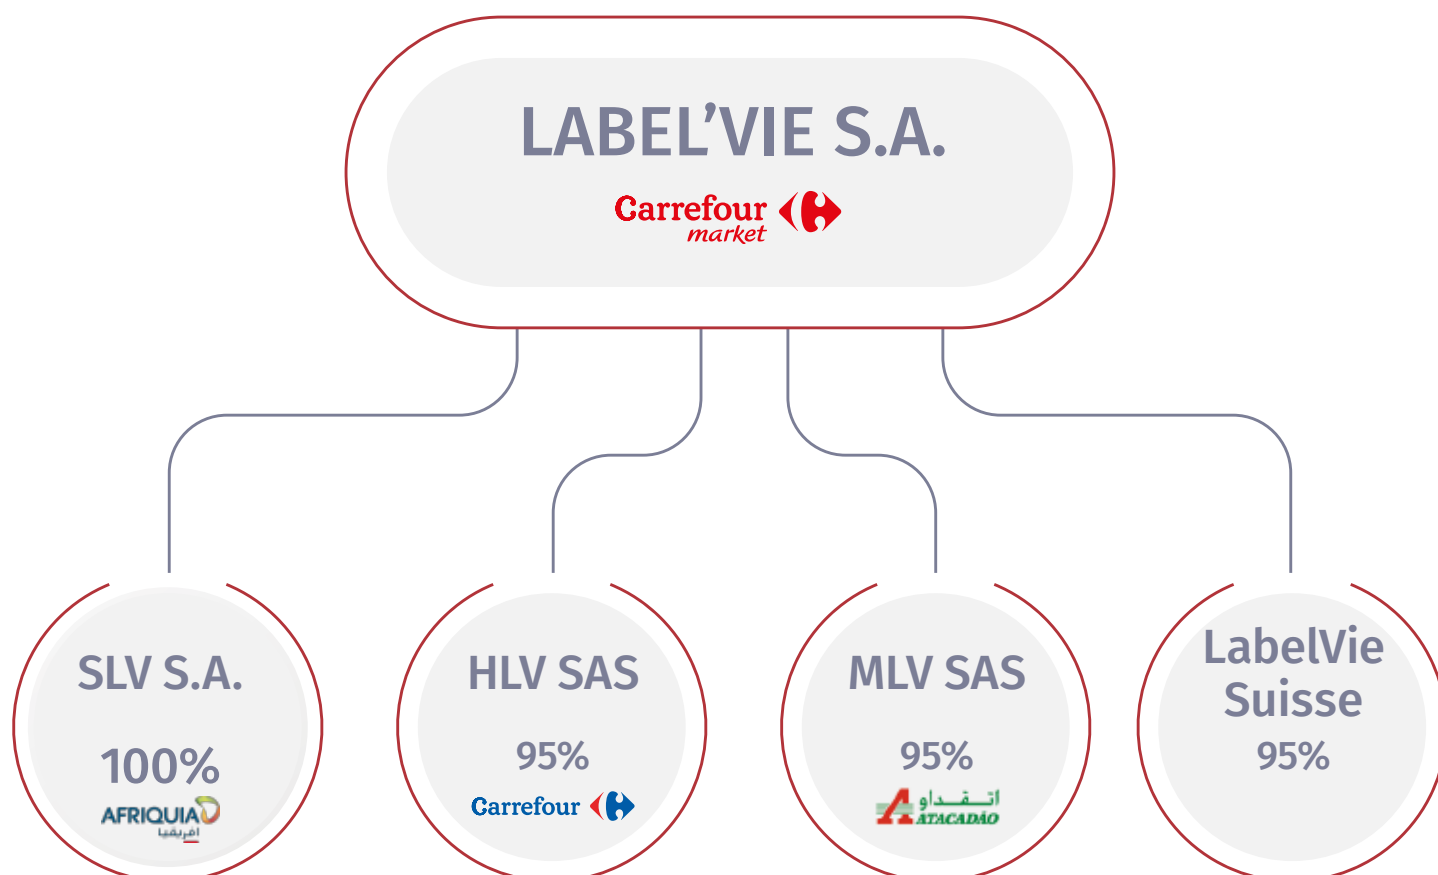 LABEL’VIE S.A.
Carrefour
market
SLV S.A.
100%
AFRIQUIA
افريقيا
HLV SAS
95%
Carrefour
MLV SAS
95%
اتـقـداو
ATACADÃO
LabelVie
Suisse
95%